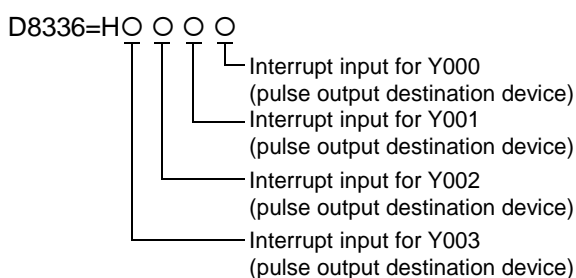 D8336=H○ ○ ○ ○
Interrupt input for Y000
(pulse output destination device)
Interrupt input for Y001
(pulse output destination device)
Interrupt input for Y002
(pulse output destination device)
Interrupt input for Y003
(pulse output destination device)